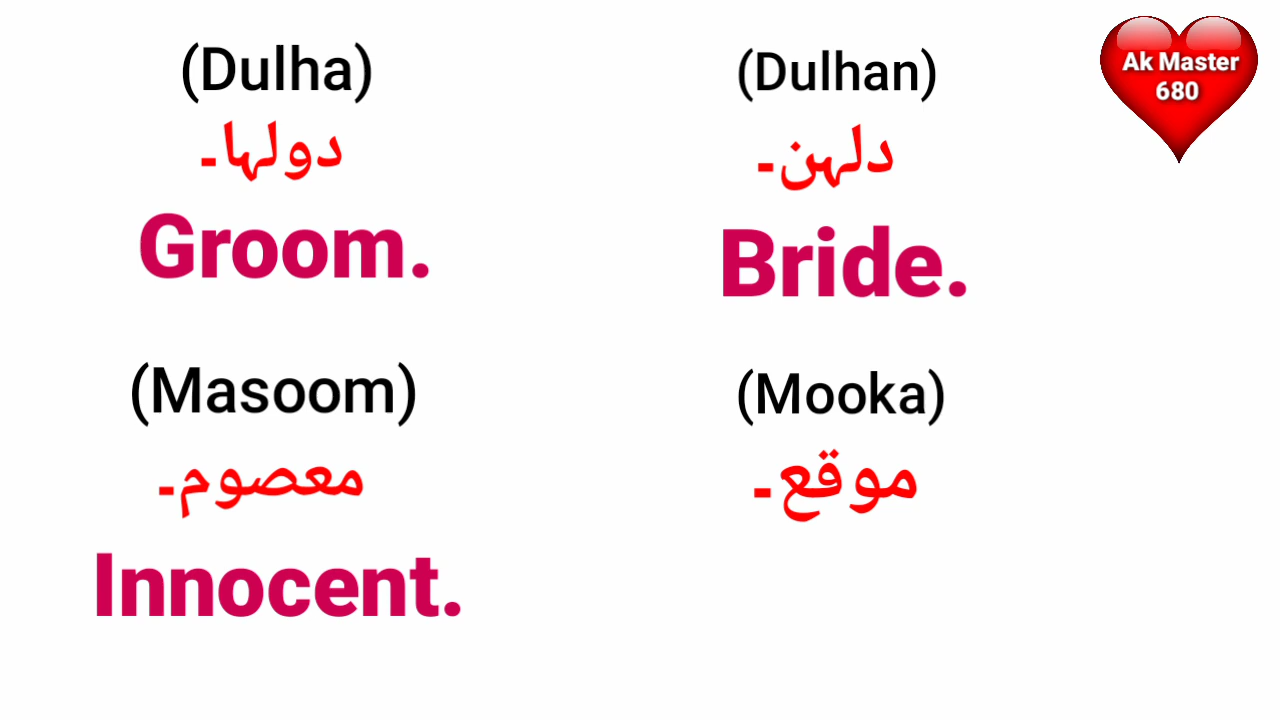 (Dulha)
دولہا۔
Groom.
(Dulhan)
دلہن۔
Bride.
Ak Master
680
(Masoom)
معصوم۔
Innocent.
(Mooka)
موقع۔